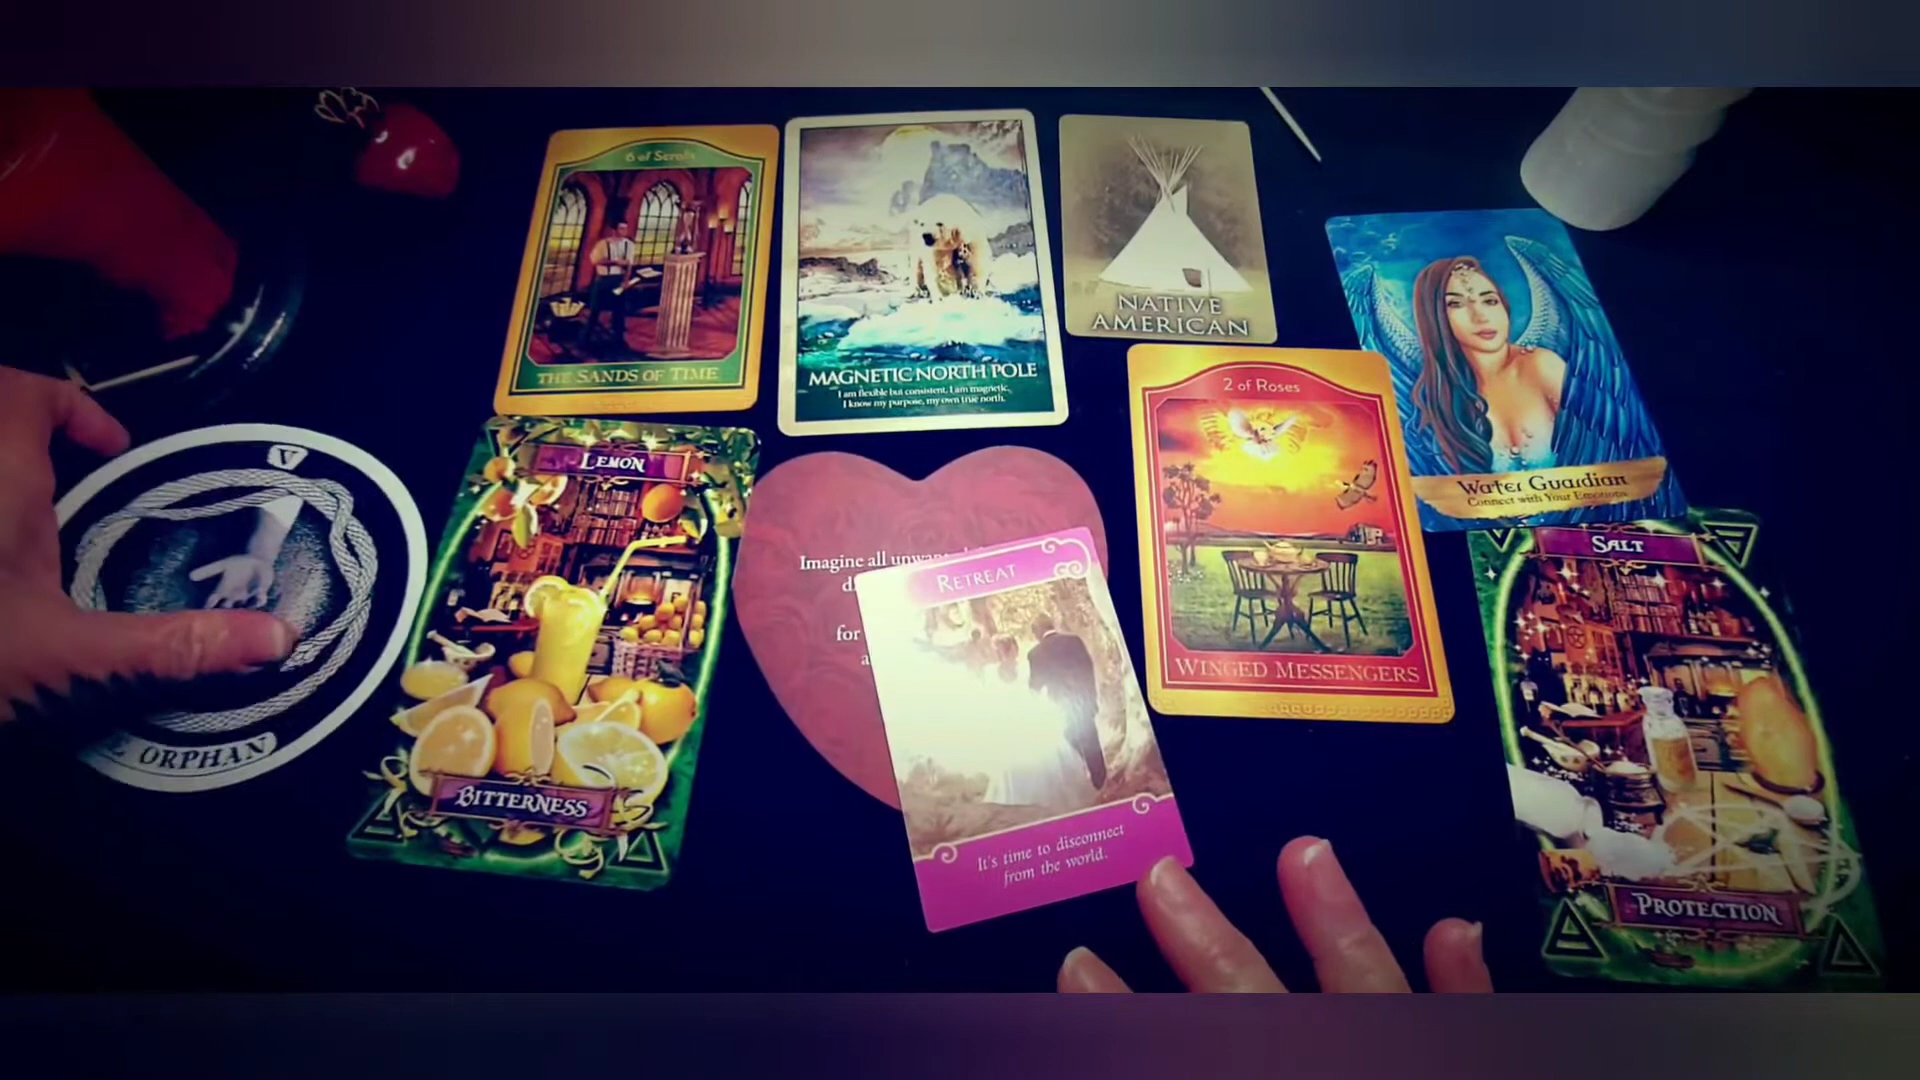 6 of Scrolls
THE SANDS OF TIME
MAGNETIC NORTH POLE
I am flexible but consistent. I am magnetic.
I know my purpose, my own true north.
NATIVE
AMERICAN
Water Guardian
Connect with Your Emotions
2 of Roses
WINGED MESSENGERS
V
ORPHAN
LEMON
BITTERNESS
Imagine all
for
RETREAT
It's time to disconnect
from the world.
SALT
PROTECTION